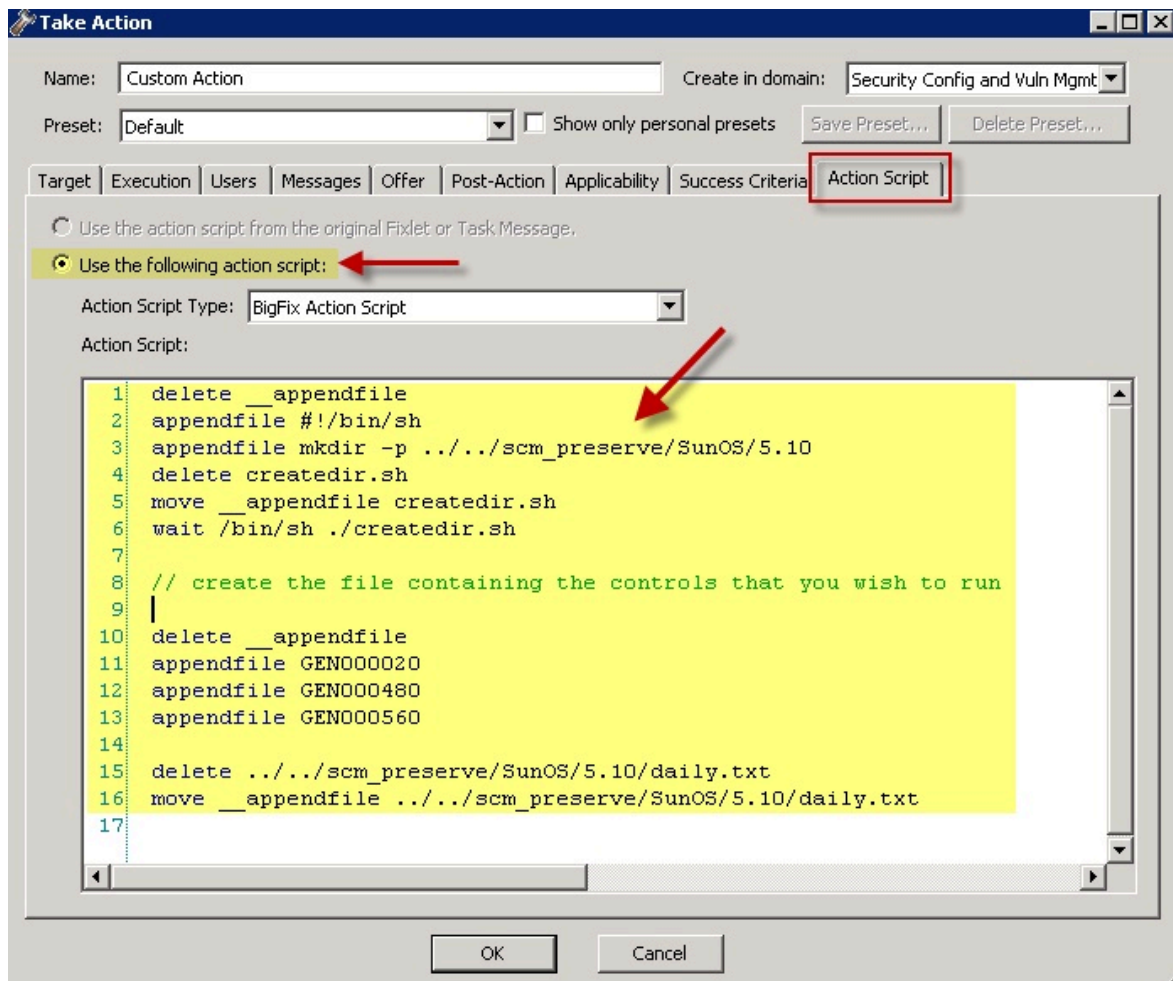 Take Action
Name: Custom Action Create in domain: Security Config and Vuln Mgmt
Preset: Default Show only personal presets Save Preset... Delete Preset...
Target Execution Users Messages Offer Post-Action Applicability Success Criteria Action Script
Use the action script from the original Fixlet or Task Message.
Use the following action script:
Action Script Type: BigFix Action Script
Action Script:
1 delete __appendfile
2 appendfile #!/bin/sh
3 appendfile mkdir -p ../../scm_preserve/SunOS/5.10
4 delete createdir.sh
5 move __appendfile createdir.sh
6 wait /bin/sh ./createdir.sh
7
8 // create the file containing the controls that you wish to run
9
10 delete __appendfile
11 appendfile GEN000020
12 appendfile GEN000480
13 appendfile GEN000560
14
15 delete ../../scm_preserve/SunOS/5.10/daily.txt
16 move __appendfile ../../scm_preserve/SunOS/5.10/daily.txt
17
OK Cancel